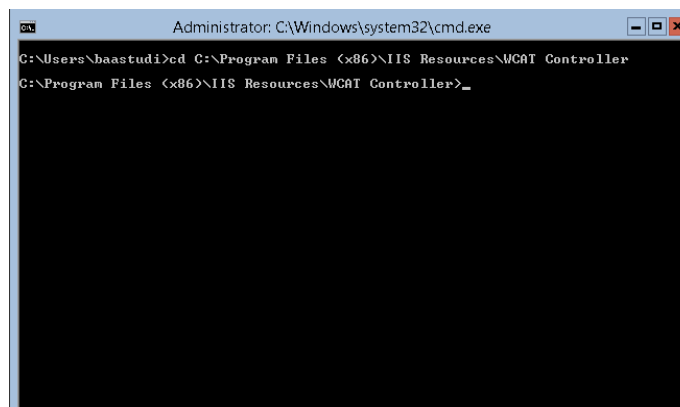 Administrator: C:\Windows\system32\cmd.exe
C:\Users\baastudi>cd C:\Program Files (x86)\IIS Resources\WCAT Controller
C:\Program Files (x86)\IIS Resources\WCAT Controller>_